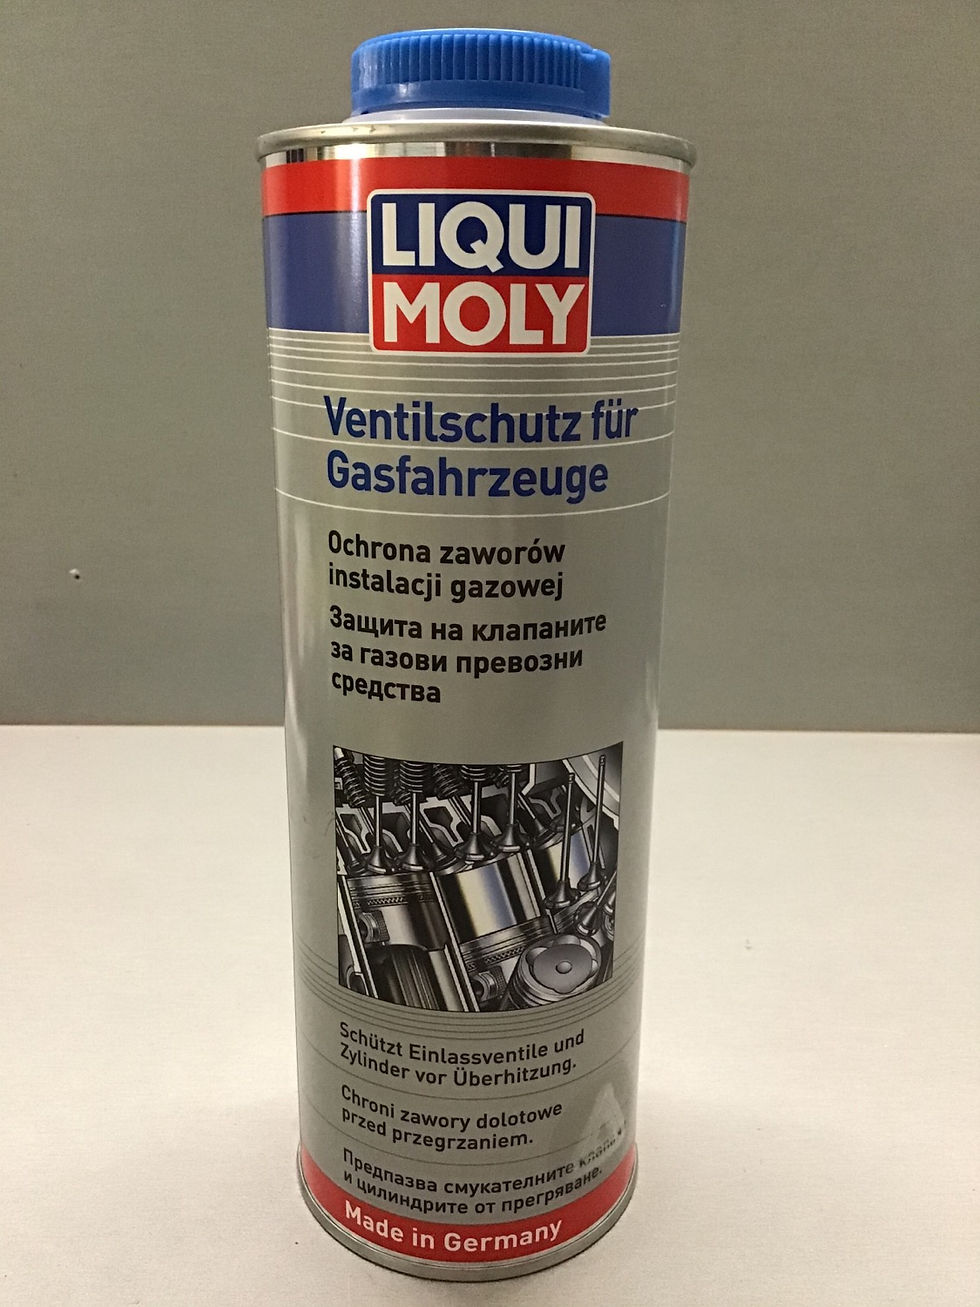 LIQUI
MOLY
Ventilschutz für
Gasfahrzeuge
Ochrona zaworów
instalacji gazowej
Защита на клапаните
за газови превозни
средства
Schützt Einlassventile und
Zylinder vor Überhitzung.
Chroni zawory dolotowe
przed przegrzaniem.
Предпазва смукателните
и цилиндрите от прегряване.
Made in Germany